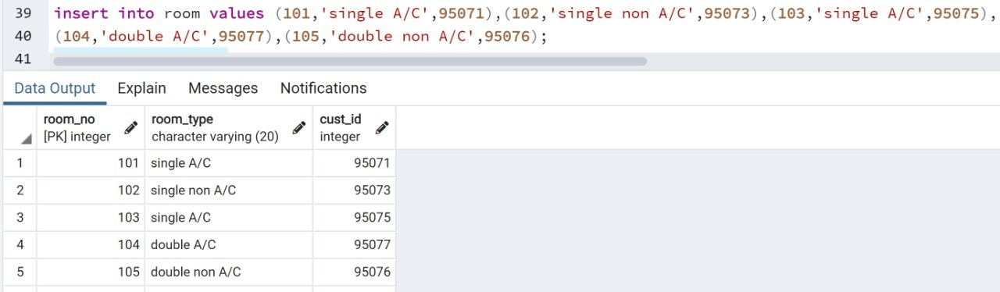 39 insert into room values (101,'single A/C',95071),(102,'single non A/C',95073),(103,'single A/C',95075),
40 (104,'double A/C',95077),(105,'double non A/C',95076);
41
Data Output Explain Messages Notifications
room_no room_type cust_id
[PK] integer character varying (20) integer
1 101 single A/C 95071
2 102 single non A/C 95073
3 103 single A/C 95075
4 104 double A/C 95077
5 105 double non A/C 95076